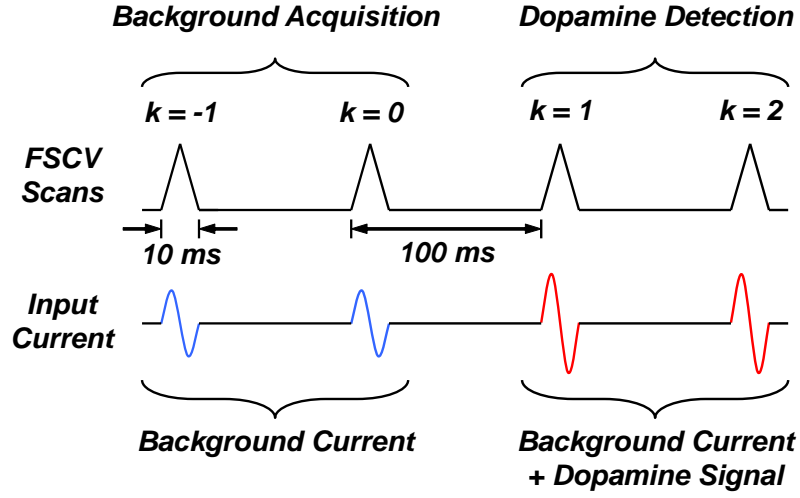 Background Acquisition
Dopamine Detection
k = -1
k = 0
k = 1
k = 2
FSCV
Scans
10 ms
100 ms
Input
Current
Background Current
Background Current
+ Dopamine Signal